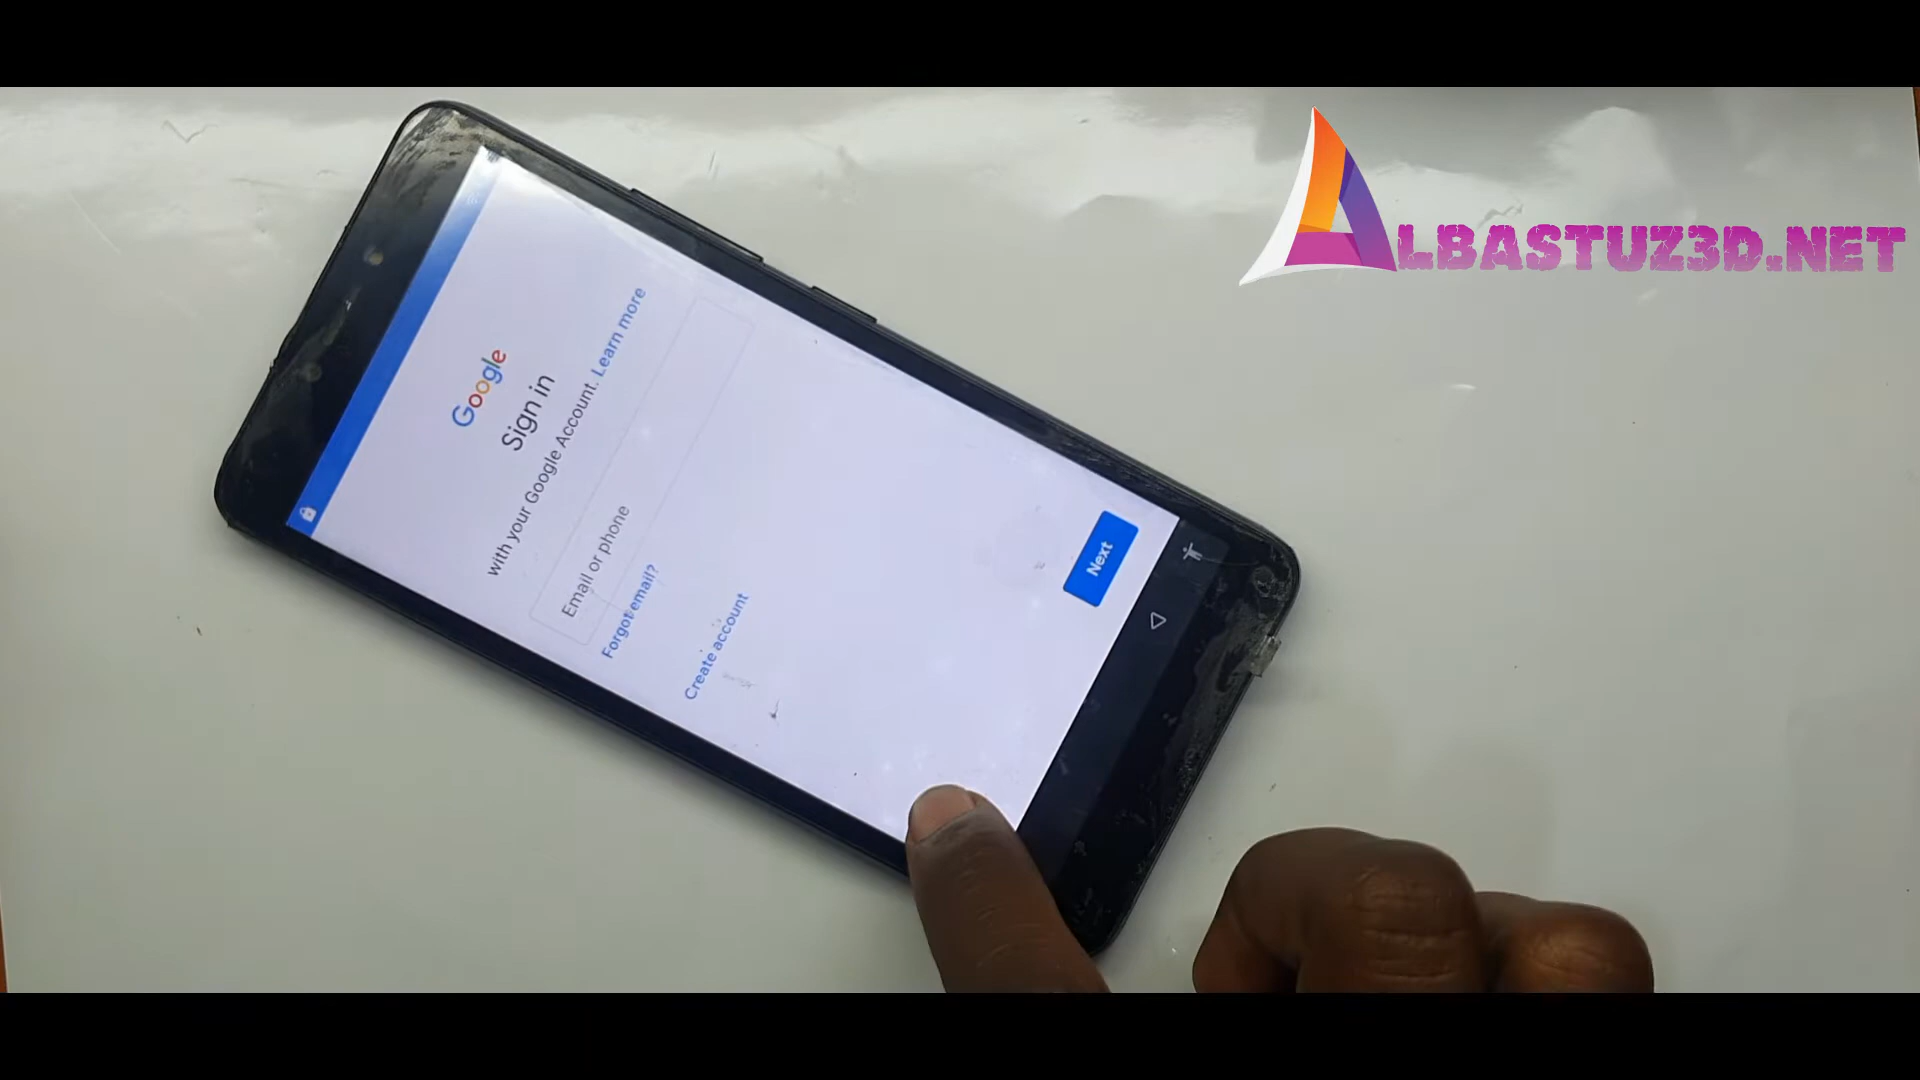 ALBASTUZ3D.NET
Google
Sign in
with your Google Account. Learn more
Email or phone
Forgot email?
Create account
Next